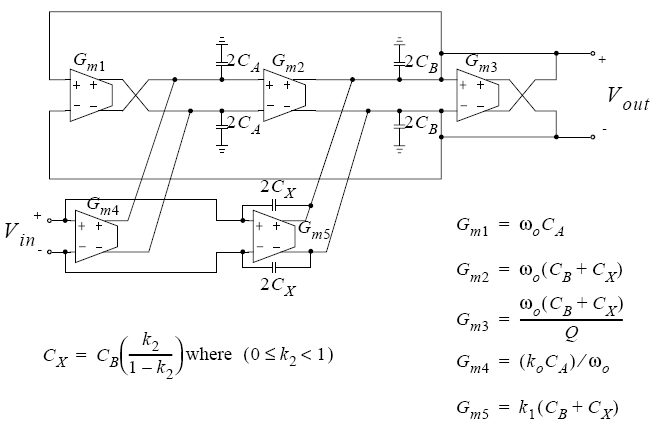 G_m1
2C_A
G_m2
2C_B
G_m3
+
+ +
- -
+ +
- -
+ +
- -
V_out
2C_A
2C_B
-
2C_X
+
G_m4
V_in
+ +
- -
+ +
- -
G_m5
-
2C_X
G_m1 = ω_o C_A
G_m2 = ω_o (C_B + C_X)
G_m3 = ω_o (C_B + C_X) / Q
C_X = C_B ( k_2 / (1 – k_2) ) where (0 ≤ k_2 < 1)
G_m4 = (k_o C_A) / ω_o
G_m5 = k_1 (C_B + C_X)